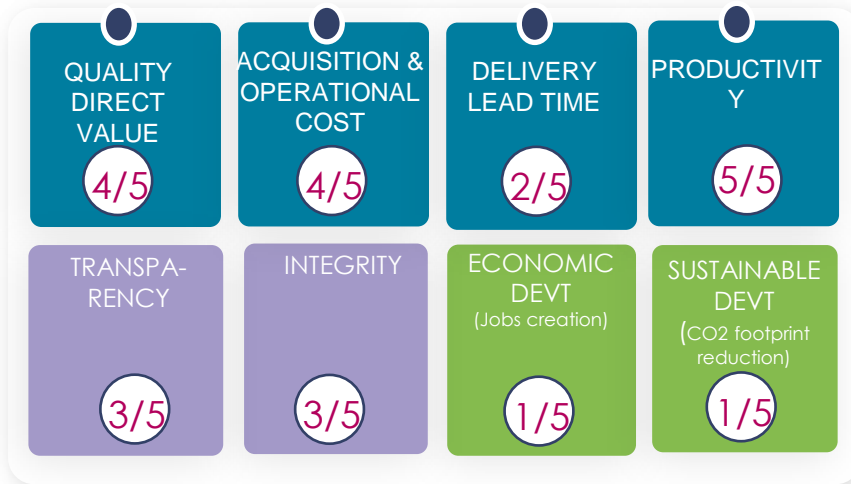 QUALITY
DIRECT
VALUE
4/5
ACQUISITION &
OPERATIONAL
COST
4/5
DELIVERY
LEAD TIME
2/5
PRODUCTIVIT
Y
5/5
TRANSPA-
RENCY
3/5
INTEGRITY
3/5
ECONOMIC
DEVT
(Jobs creation)
1/5
SUSTAINABLE
DEVT
(CO2 footprint
reduction)
1/5